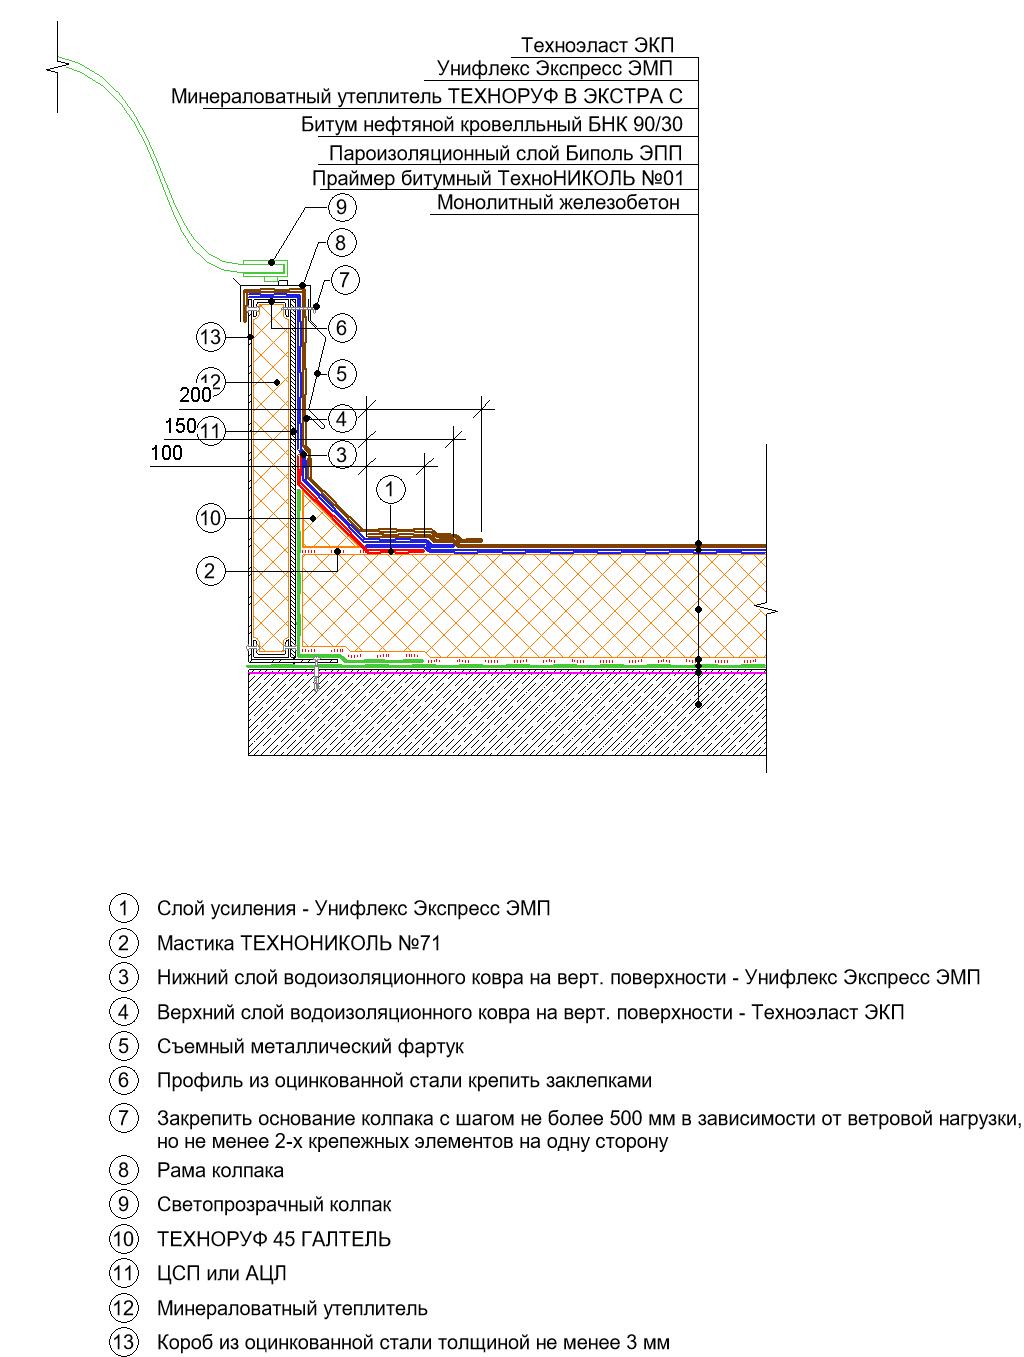 Техноэласт ЭКП
Унифлекс Экспресс ЭМП
Минераловатный утеплитель ТЕХНОРУФ В ЭКСТРА С
Битум нефтяной кровелльный БНК 90/30
Пароизоляционный слой Биполь ЭПП
Праймер битумный ТехноНИКОЛЬ №01
Монолитный железобетон
9
8
7
6
13
5
12
200
4
150
11
3
100
1
10
2
1 Слой усиления - Унифлекс Экспресс ЭМП
2 Мастика ТЕХНОНИКОЛЬ №71
3 Нижний слой водоизоляционного ковра на верт. поверхности - Унифлекс Экспресс ЭМП
4 Верхний слой водоизоляционного ковра на верт. поверхности - Техноэласт ЭКП
5 Съемный металлический фартук
6 Профиль из оцинкованной стали крепить заклепками
7 Закрепить основание колпака с шагом не более 500 мм в зависимости от ветровой нагрузки,
но не менее 2-х крепежных элементов на одну сторону
8 Рама колпака
9 Светопрозрачный колпак
10 ТЕХНОРУФ 45 ГАЛТЕЛЬ
11 ЦСП или АЦЛ
12 Минераловатный утеплитель
13 Короб из оцинкованной стали толщиной не менее 3 мм